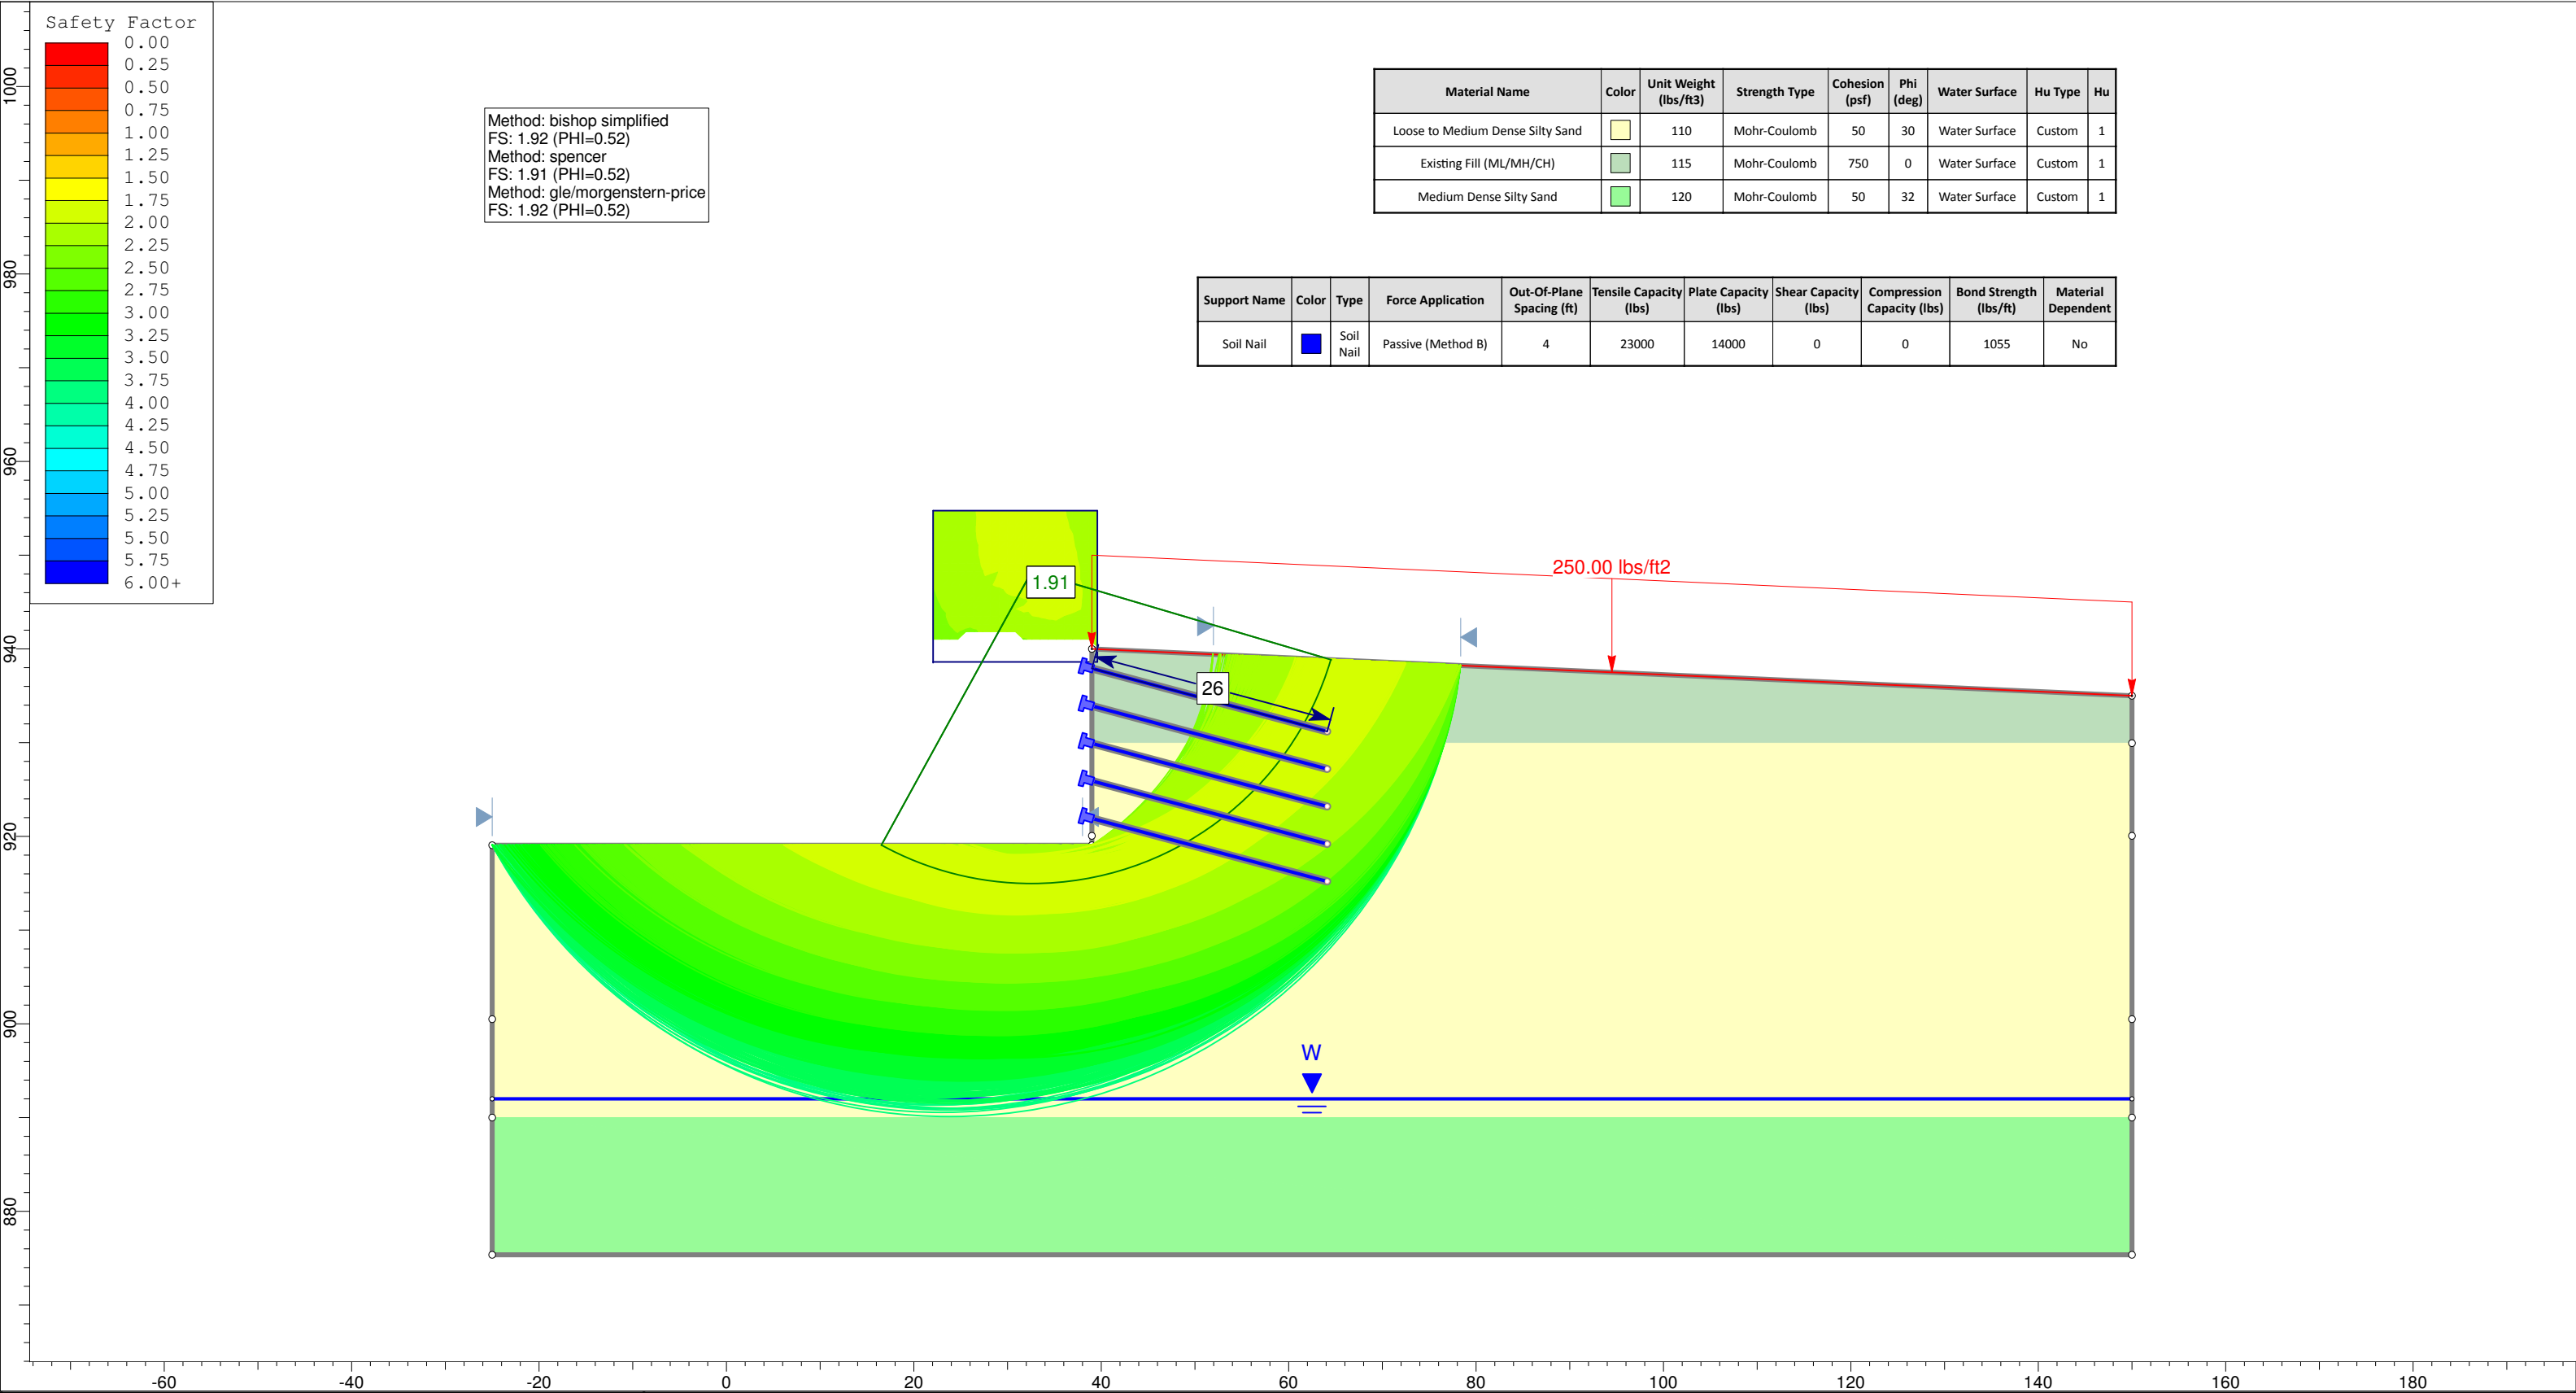 Safety Factor
0.00
0.25
0.50
0.75
1.00
1.25
1.50
1.75
2.00
2.25
2.50
2.75
3.00
3.25
3.50
3.75
4.00
4.25
4.50
4.75
5.00
5.25
5.50
5.75
6.00+
Method: bishop simplified
FS: 1.92 (PHI=0.52)
Method: spencer
FS: 1.91 (PHI=0.52)
Method: gle/morgenstern-price
FS: 1.92 (PHI=0.52)
Material Name Color Unit Weight (lbs/ft3) Strength Type Cohesion (psf) Phi (deg) Water Surface Hu Type Hu
Loose to Medium Dense Silty Sand 110 Mohr-Coulomb 50 30 Water Surface Custom 1
Existing Fill (ML/MH/CH) 115 Mohr-Coulomb 750 0 Water Surface Custom 1
Medium Dense Silty Sand 120 Mohr-Coulomb 50 32 Water Surface Custom 1
Support Name Color Type Force Application Out-Of-Plane Spacing (ft) Tensile Capacity (lbs) Plate Capacity (lbs) Shear Capacity (lbs) Compression Capacity (lbs) Bond Strength (lbs/ft) Material Dependent
Soil Nail Soil Nail Passive (Method B) 4 23000 14000 0 0 1055 No
250.00 lbs/ft2
1.91
26
W
1000
980
960
940
920
900
880
-60 -40 -20 0 20 40 60 80 100 120 140 160 180